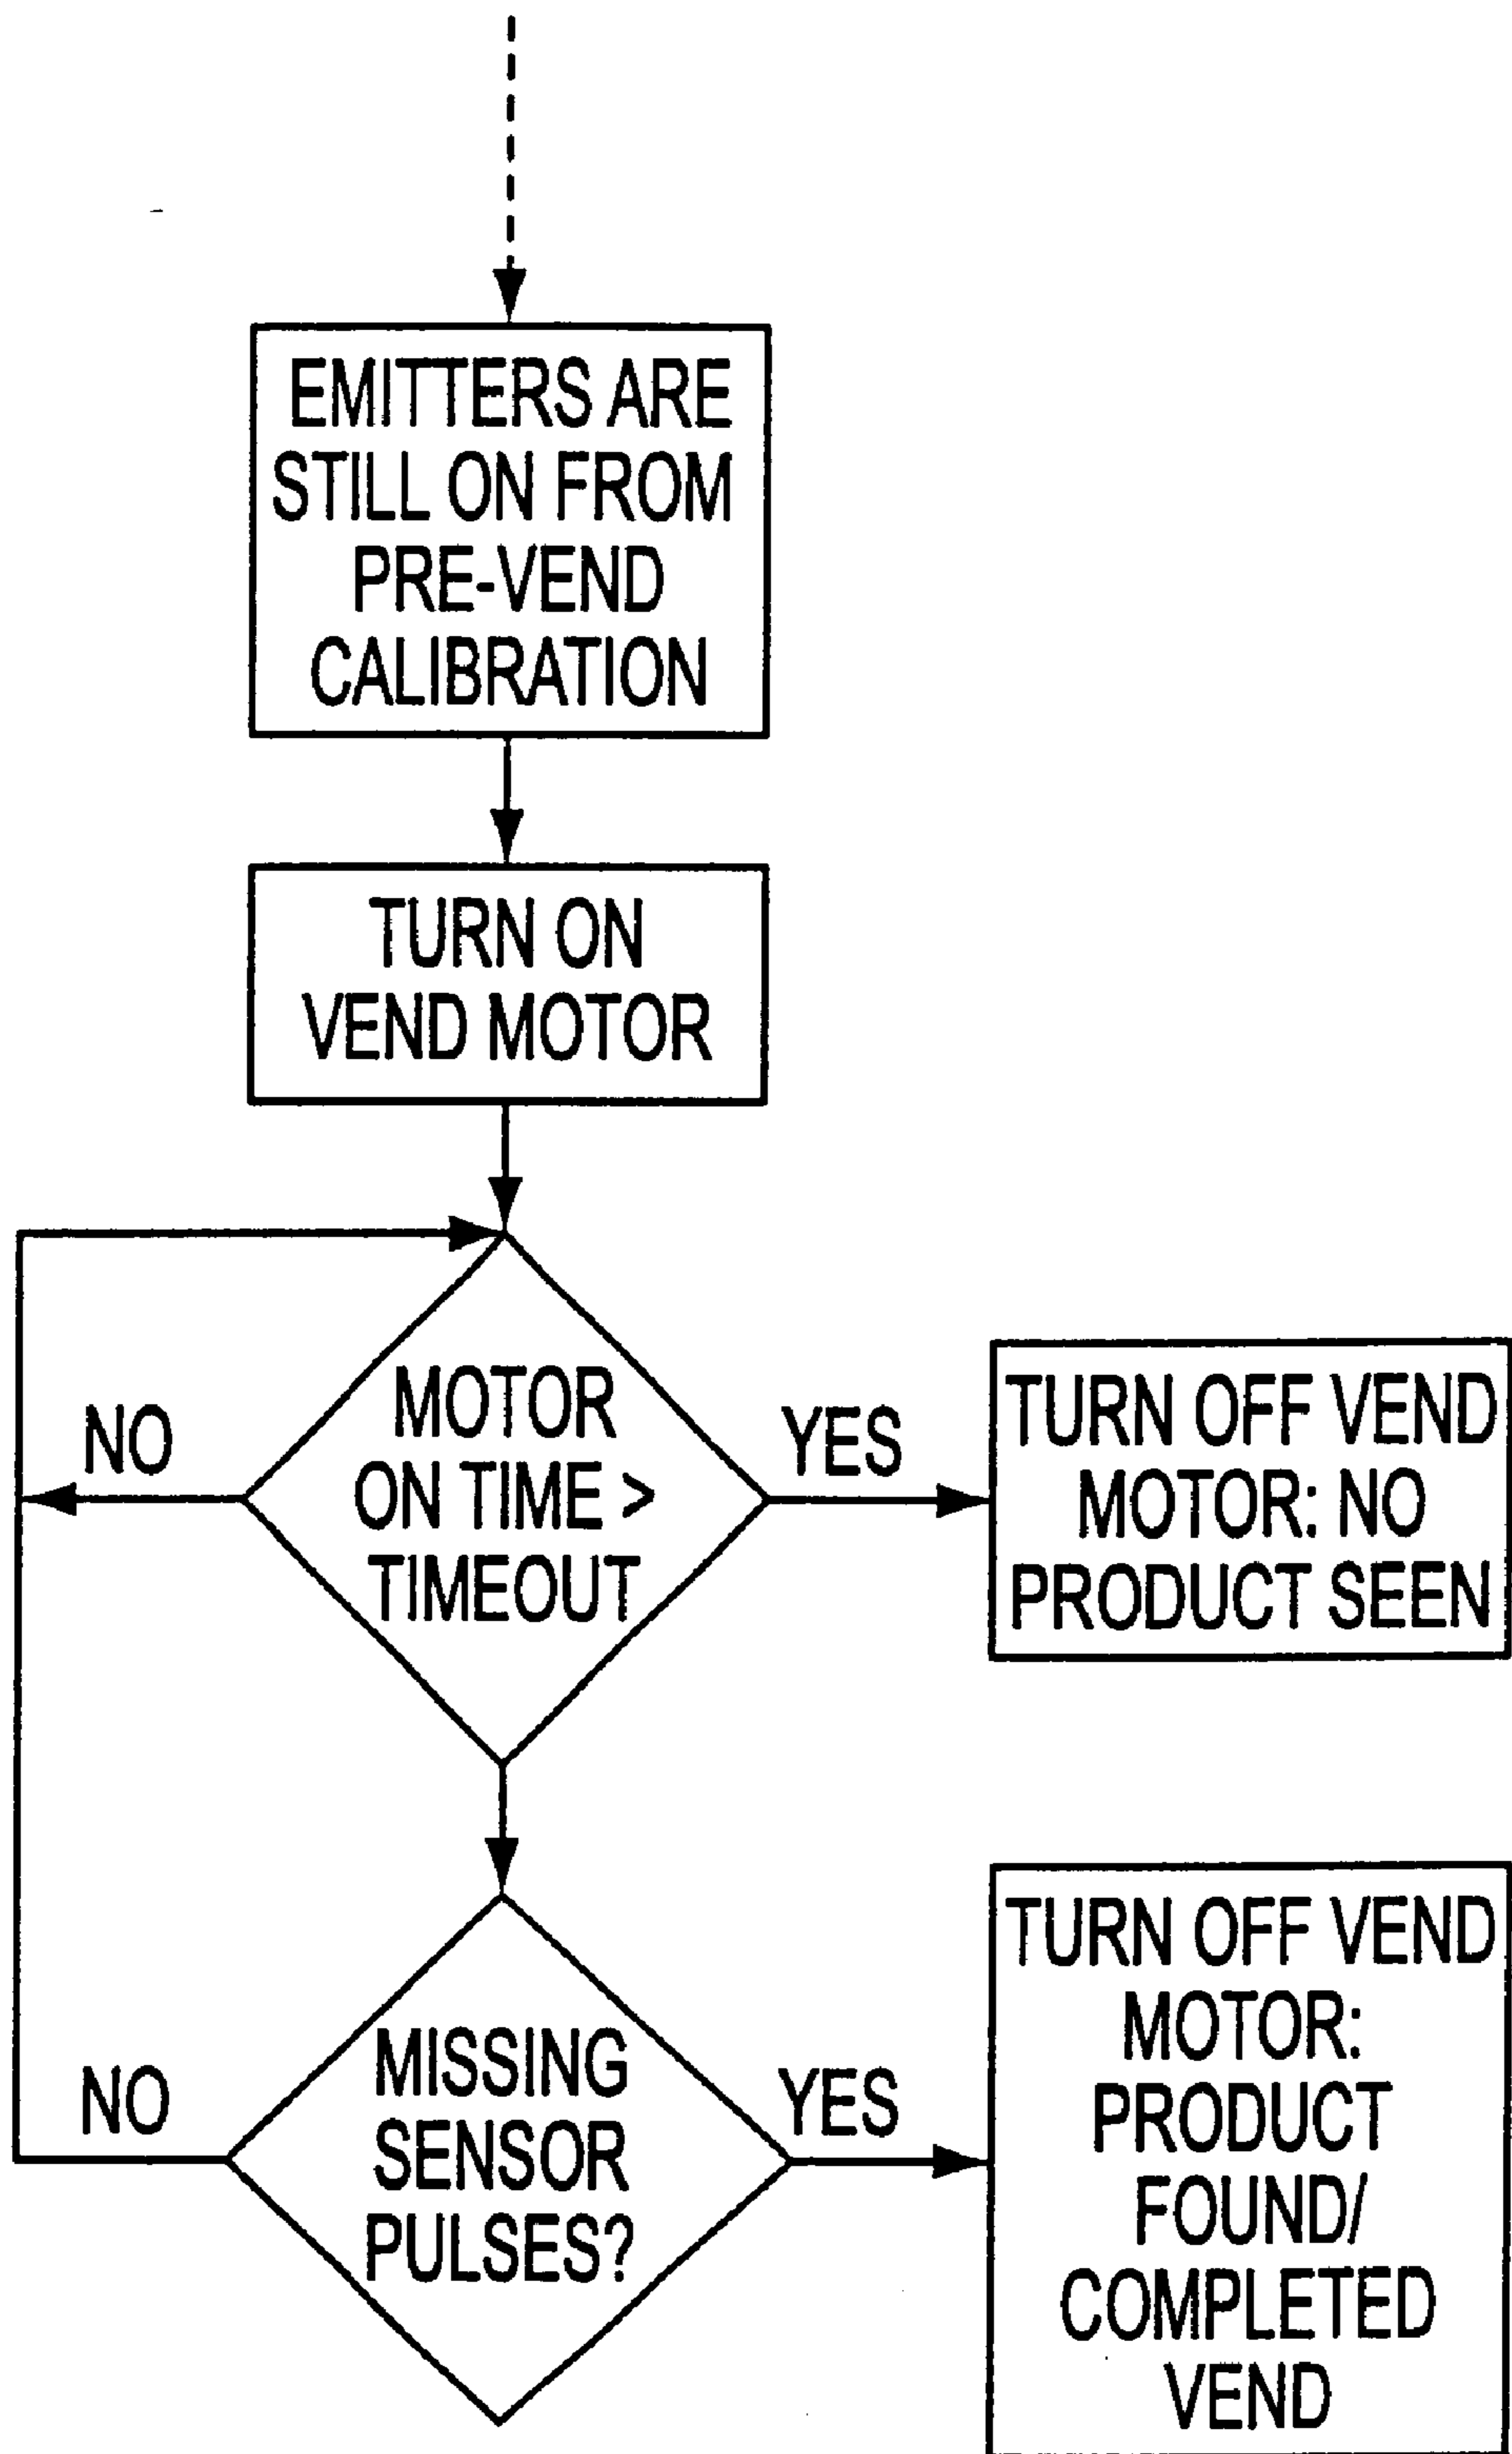 EMITTERS ARE
STILL ON FROM
PRE-VEND
CALIBRATION
TURN ON
VEND MOTOR
MOTOR
ON TIME >
TIMEOUT
NO
YES
TURN OFF VEND
MOTOR: NO
PRODUCT SEEN
MISSING
SENSOR
PULSES?
NO
YES
TURN OFF VEND
MOTOR:
PRODUCT
FOUND/
COMPLETED
VEND